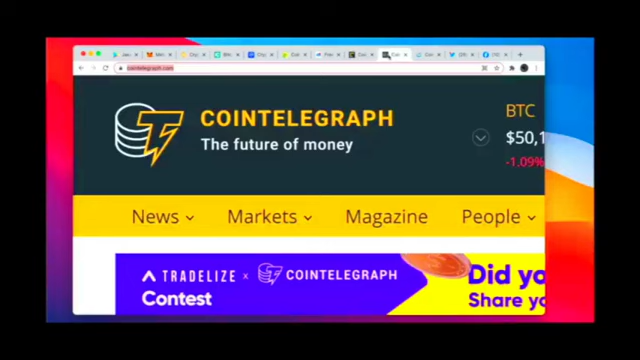 cointelegraph.com
COINTELEGRAPH
The future of money
BTC
$50,1
-1.09%
News
Markets
Magazine
People
TRADELIZE x COINTELEGRAPH
Contest
Did yo
Share yo